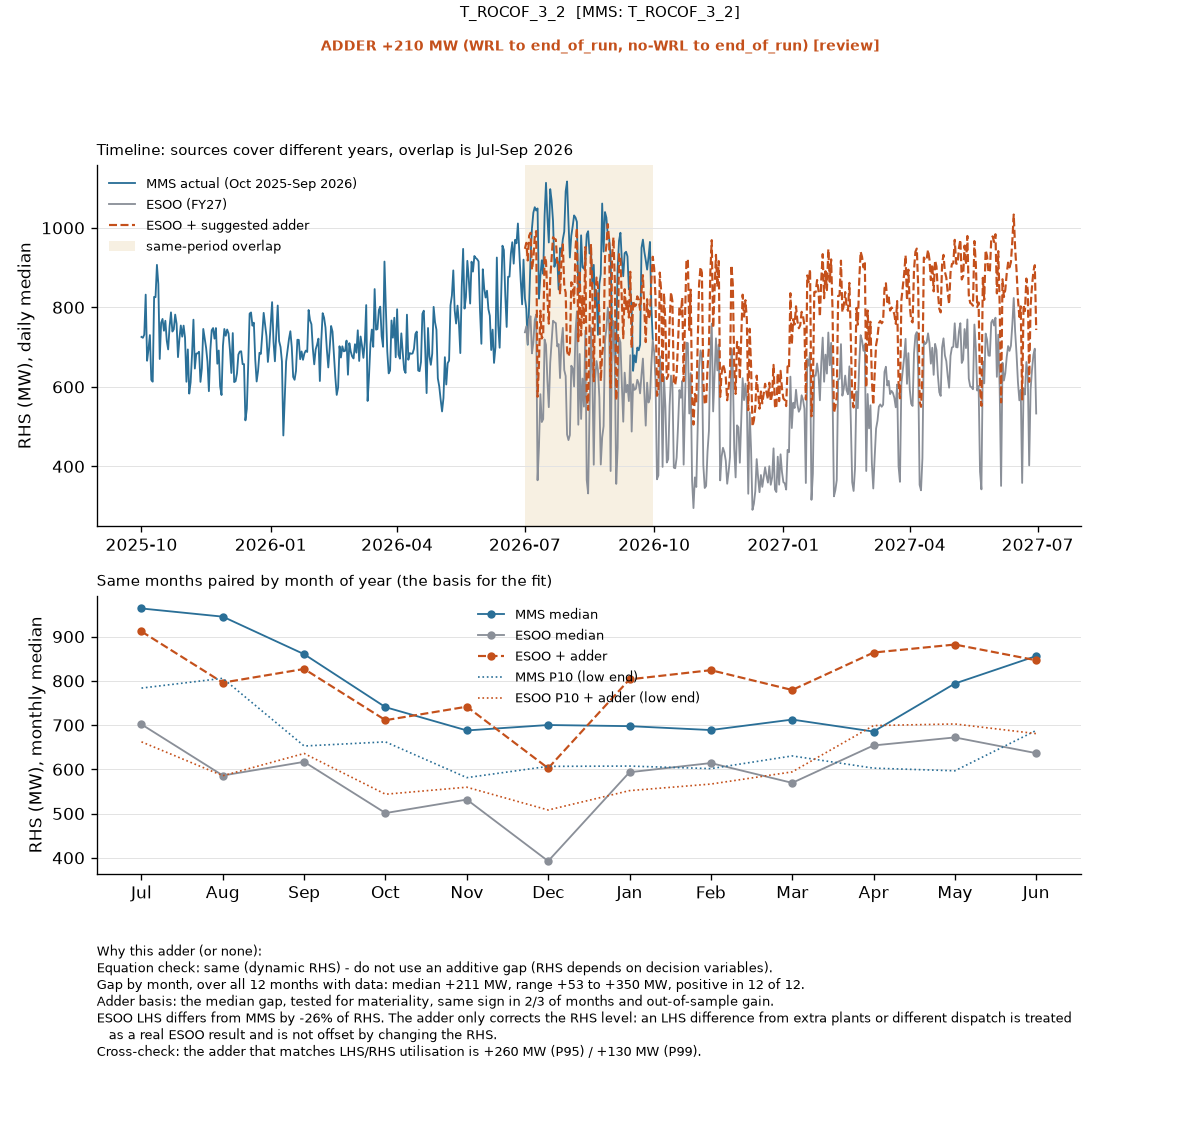 T_ROCOF_3_2  [MMS: T_ROCOF_3_2]
ADDER +210 MW (WRL to end_of_run, no-WRL to end_of_run) [review]
Timeline: sources cover different years, overlap is Jul-Sep 2026
MMS actual (Oct 2025-Sep 2026)
ESOO (FY27)
ESOO + suggested adder
same-period overlap
RHS (MW), daily median
1000
800
600
400
2025-10 2026-01 2026-04 2026-07 2026-10 2027-01 2027-04 2027-07
Same months paired by month of year (the basis for the fit)
MMS median
ESOO median
ESOO + adder
MMS P10 (low end)
ESOO P10 + adder (low end)
RHS (MW), monthly median
900
800
700
600
500
400
Jul Aug Sep Oct Nov Dec Jan Feb Mar Apr May Jun
Why this adder (or none):
Equation check: same (dynamic RHS) - do not use an additive gap (RHS depends on decision variables).
Gap by month, over all 12 months with data: median +211 MW, range +53 to +350 MW, positive in 12 of 12.
Adder basis: the median gap, tested for materiality, same sign in 2/3 of months and out-of-sample gain.
ESOO LHS differs from MMS by -26% of RHS. The adder only corrects the RHS level: an LHS difference from extra plants or different dispatch is treated
as a real ESOO result and is not offset by changing the RHS.
Cross-check: the adder that matches LHS/RHS utilisation is +260 MW (P95) / +130 MW (P99).